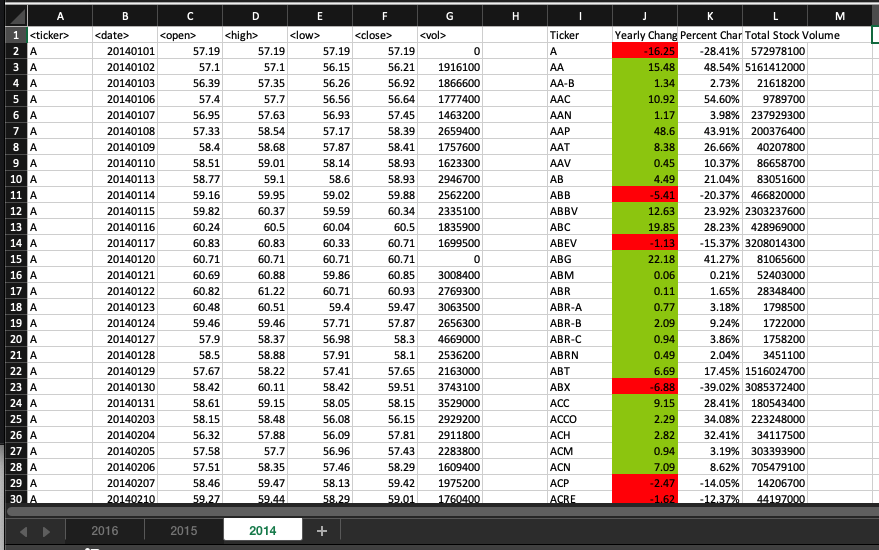 A B C D E F G H I J K L M
1 <ticker> <date> <open> <high> <low> <close> <vol> Ticker Yearly Chang Percent Char Total Stock Volume
2 A 20140101 57.19 57.19 57.19 57.19 0 A -16.25 -28.41% 572978100
3 A 20140102 57.1 57.1 56.15 56.21 1916100 AA 15.48 48.54% 5161412000
4 A 20140103 56.39 57.35 56.26 56.92 1866600 AA-B 1.34 2.73% 21618200
5 A 20140106 57.4 57.7 56.56 56.64 1777400 AAC 10.92 54.60% 9789700
6 A 20140107 56.95 57.63 56.93 57.45 1463200 AAN 1.17 3.98% 237929300
7 A 20140108 57.33 58.54 57.17 58.39 2659400 AAP 48.6 43.91% 200376400
8 A 20140109 58.4 58.68 57.87 58.41 1757600 AAT 8.38 26.66% 40207800
9 A 20140110 58.51 59.01 58.14 58.93 1623300 AAV 0.45 10.37% 86658700
10 A 20140113 58.77 59.1 58.6 58.93 2946700 AB 4.49 21.04% 83051600
11 A 20140114 59.16 59.95 59.02 59.88 2562200 ABB -5.41 -20.37% 466820000
12 A 20140115 59.82 60.37 59.59 60.34 2335100 ABBV 12.63 23.92% 2303237600
13 A 20140116 60.24 60.5 60.04 60.5 1835900 ABC 19.85 28.23% 428969000
14 A 20140117 60.83 60.83 60.33 60.71 1699500 ABEV -1.13 -15.37% 3208014300
15 A 20140120 60.71 60.71 60.71 60.71 0 ABG 22.18 41.27% 81065600
16 A 20140121 60.69 60.88 59.86 60.85 3008400 ABM 0.06 0.21% 52403000
17 A 20140122 60.82 61.22 60.71 60.93 2769300 ABR 0.11 1.65% 28348400
18 A 20140123 60.48 60.51 59.4 59.47 3063500 ABR-A 0.77 3.18% 1798500
19 A 20140124 59.46 59.46 57.71 57.87 2656300 ABR-B 2.09 9.24% 1722000
20 A 20140127 57.9 58.37 56.98 58.3 4669000 ABR-C 0.94 3.86% 1758200
21 A 20140128 58.5 58.88 57.91 58.1 2536200 ABRN 0.49 2.04% 3451100
22 A 20140129 57.67 58.22 57.41 57.65 2163000 ABT 6.69 17.45% 1516024700
23 A 20140130 58.42 60.11 58.42 59.51 3743100 ABX -6.88 -39.02% 3085372400
24 A 20140131 58.61 59.15 58.05 58.15 3529000 ACC 9.15 28.41% 180543400
25 A 20140203 58.15 58.48 56.08 56.15 2929200 ACCO 2.29 34.08% 223248000
26 A 20140204 56.32 57.88 56.09 57.81 2911800 ACH 2.82 32.41% 34117500
27 A 20140205 57.58 57.7 56.96 57.43 2283800 ACM 0.94 3.19% 303393900
28 A 20140206 57.51 58.35 57.46 58.29 1609400 ACN 7.09 8.62% 705479100
29 A 20140207 58.46 59.47 58.13 59.42 1975200 ACP -2.47 -14.05% 14206700
30 A 20140210 59.27 59.44 58.29 59.01 1760400 ACRE -1.62 -12.37% 44197000
2016 2015 2014 +